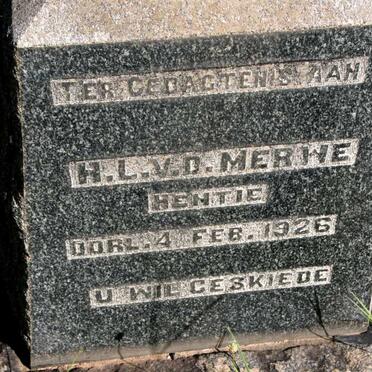 TER GEDAGTENIS AAN
H.L.V.D. MERWE
HENTIE
OORL. 4 FEB. 1926
U WIL GESKIEDE